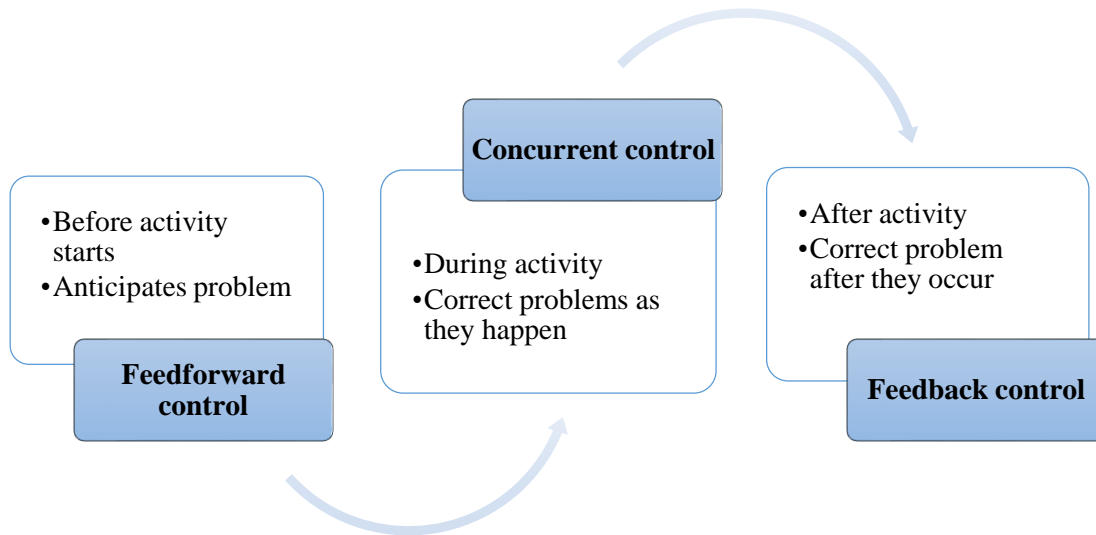 •Before activity
starts
•Anticipates problem
Feedforward
control
Concurrent control
•During activity
•Correct problems as
they happen
•After activity
•Correct problem
after they occur
Feedback control